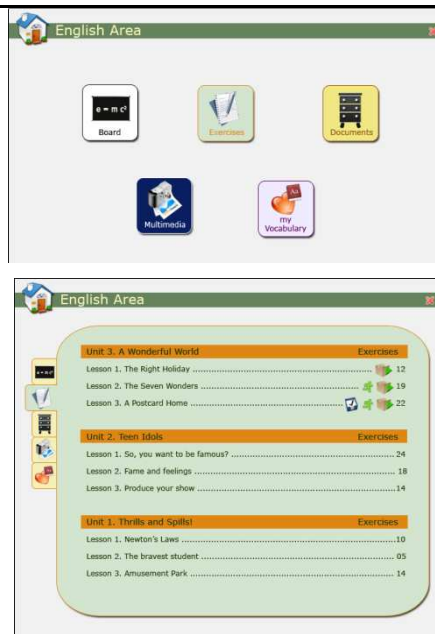 English Area
e = m c²
Board
Exercises
Documents
Multimedia
Aa
my
Vocabulary
English Area
Unit 3. A Wonderful World Exercises
Lesson 1. The Right Holiday 12
Lesson 2. The Seven Wonders 19
Lesson 3. A Postcard Home 22
Unit 2. Teen Idols Exercises
Lesson 1. So, you want to be famous? 24
Lesson 2. Fame and feelings 18
Lesson 3. Produce your show 14
Unit 1. Thrills and Spills! Exercises
Lesson 1. Newton's Laws 10
Lesson 2. The bravest student 05
Lesson 3. Amusement Park 14